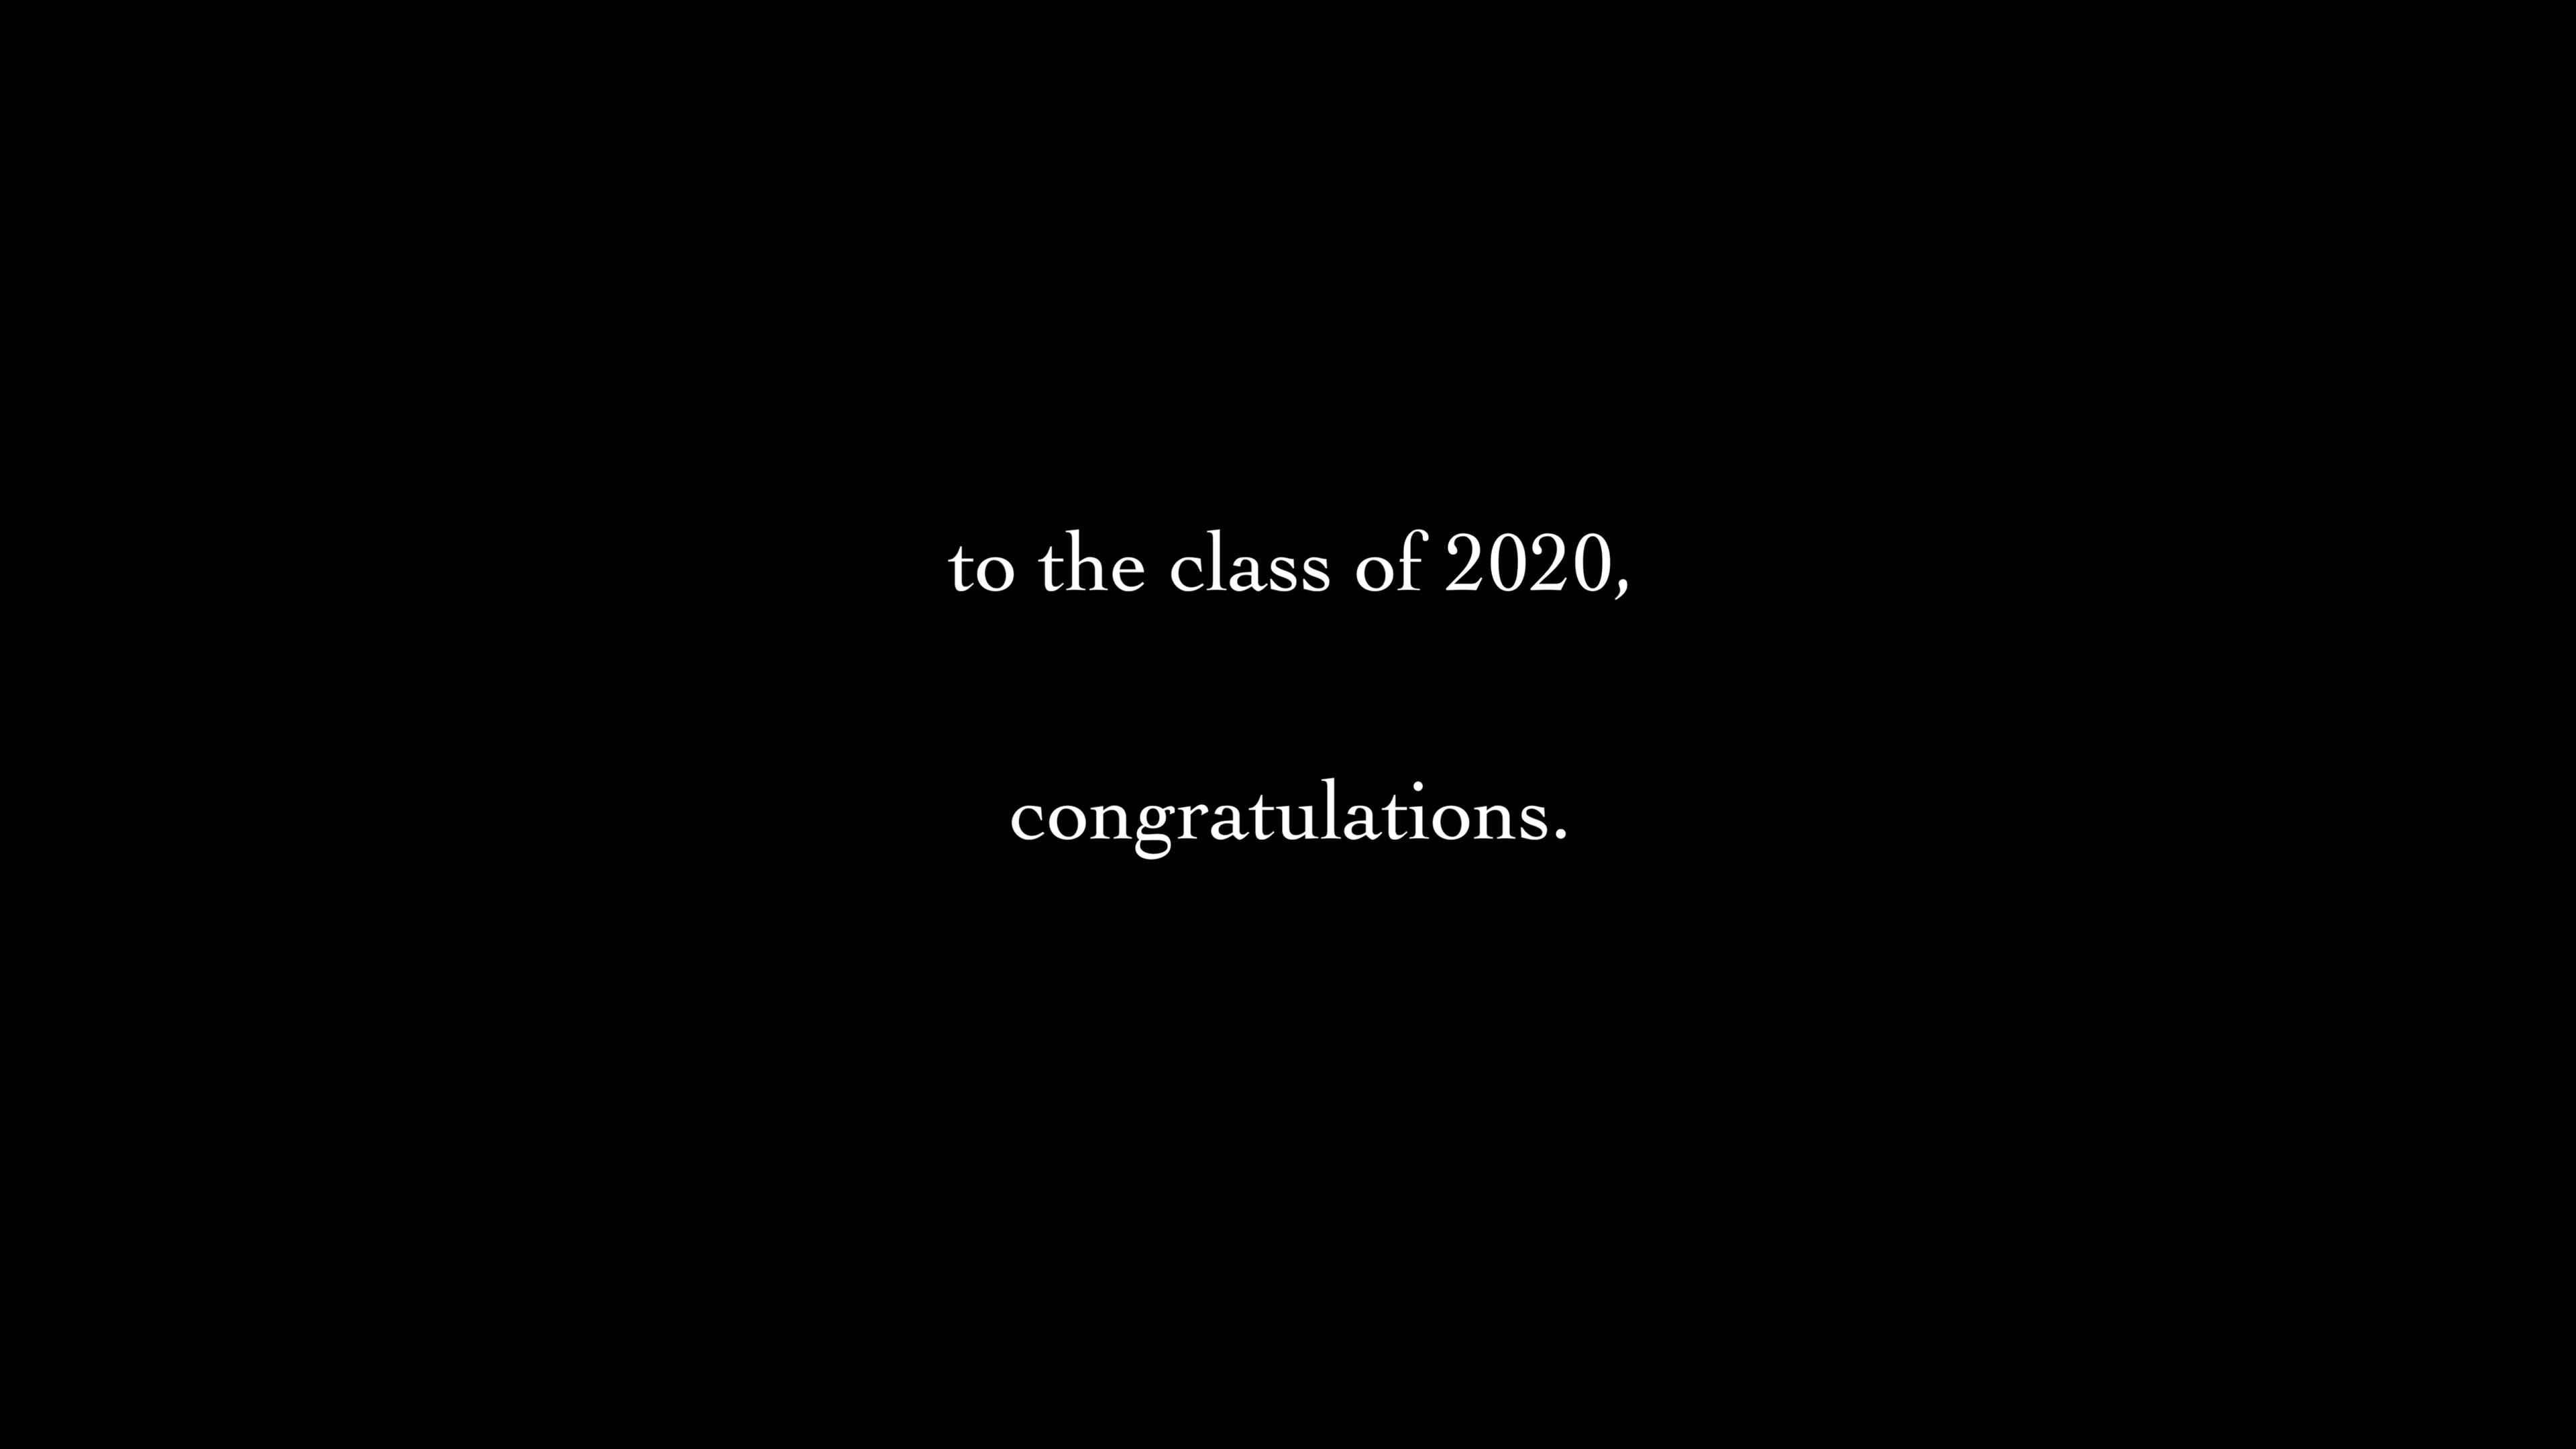 to the class of 2020,
congratulations.